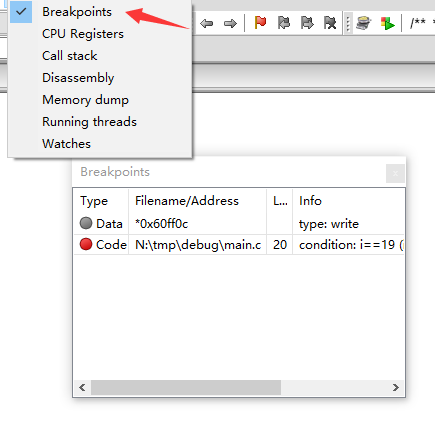 Breakpoints
CPU Registers
Call stack
Disassembly
Memory dump
Running threads
Watches
/** *
Breakpoints
Type Filename/Address L... Info
Data *0x60ff0c type: write
Code N:\tmp\debug\main.c 20 condition: i==19 (